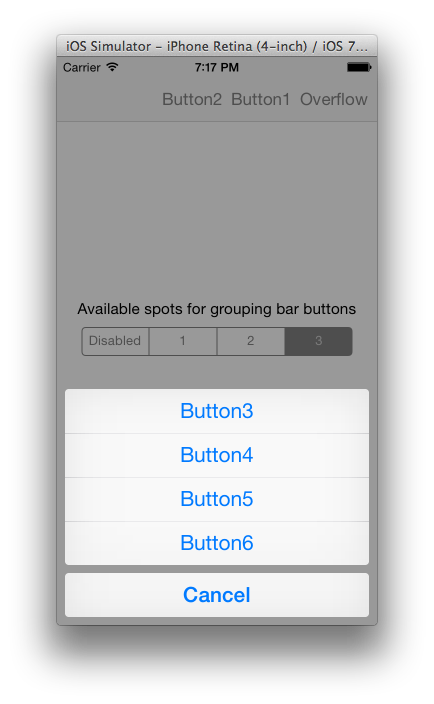 iOS Simulator - iPhone Retina (4-inch) / iOS 7...
Carrier 7:17 PM
Button2 Button1 Overflow
Available spots for grouping bar buttons
Disabled 1 2 3
Button3
Button4
Button5
Button6
Cancel